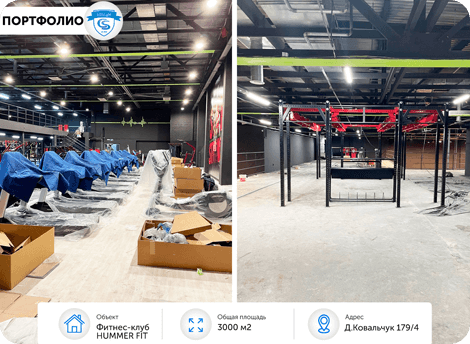 ПОРТФОЛИО
Объект
Фитнес-клуб
HUMMER FIT
Общая площадь
3000 м2
Адрес
Д.Ковальчук 179/4